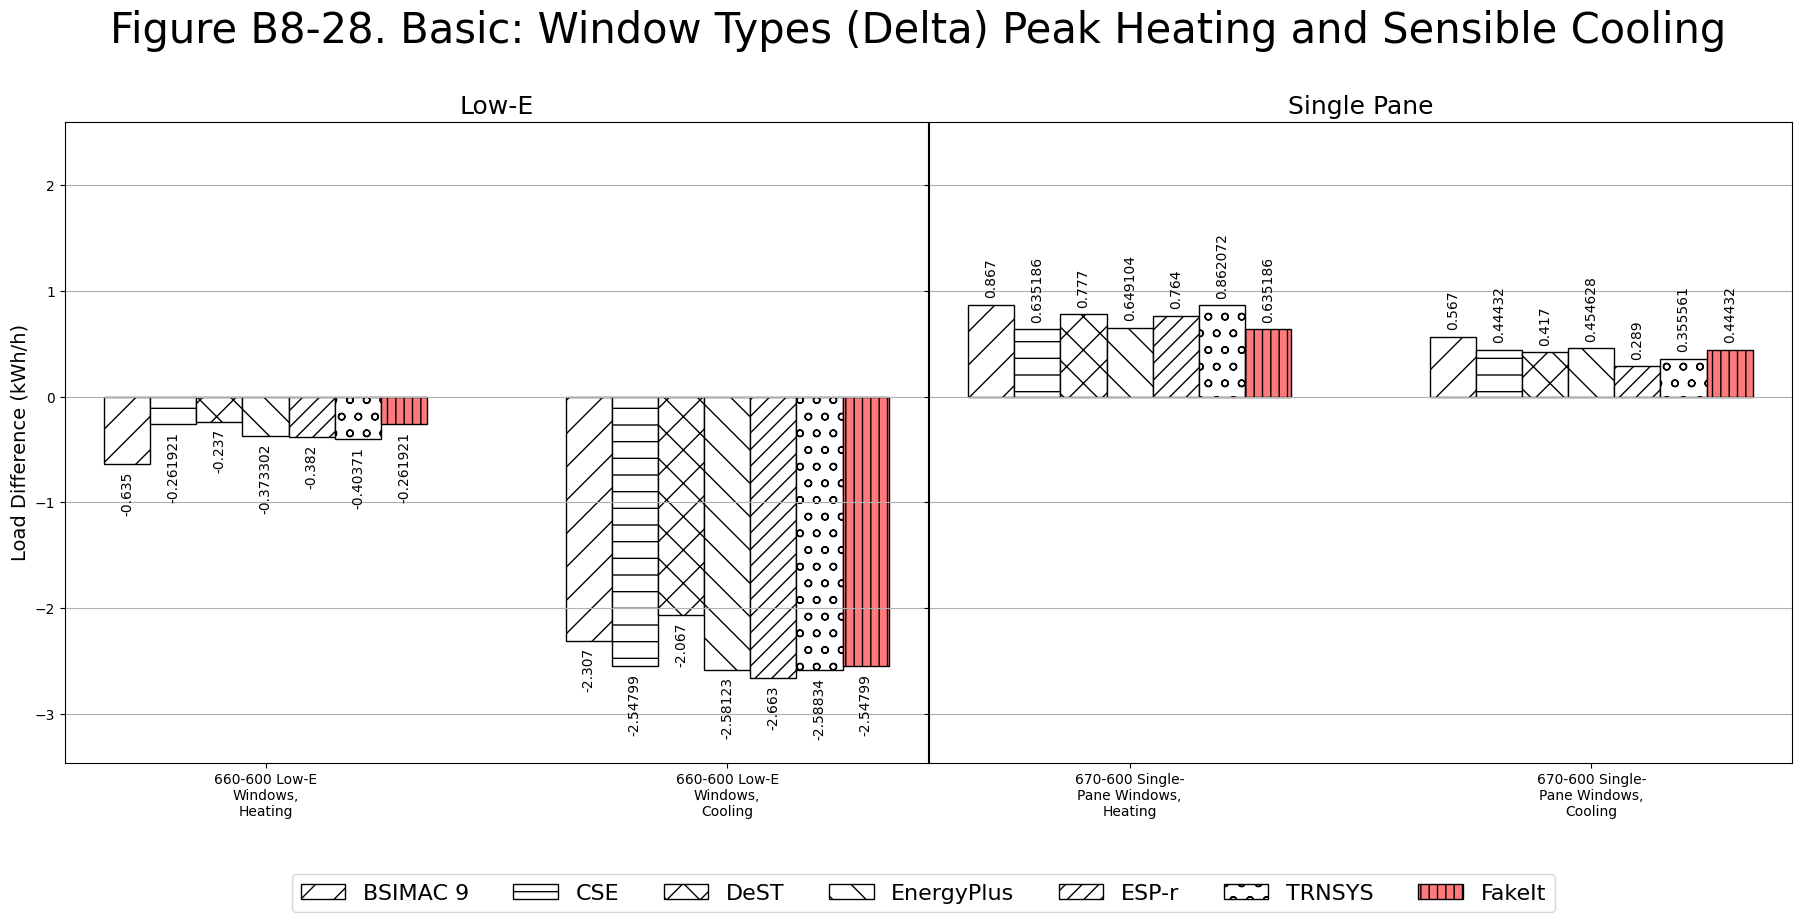 Figure B8-28. Basic: Window Types (Delta) Peak Heating and Sensible Cooling
Low-E
Single Pane
Load Difference (kWh/h)
2
1
0
−1
−2
−3
-0.635
-0.261921
-0.237
-0.373302
-0.382
-0.40371
-0.261921
-2.307
-2.54799
-2.067
-2.58123
-2.663
-2.58834
-2.54799
0.867
0.635186
0.777
0.649104
0.764
0.862072
0.635186
0.567
0.44432
0.417
0.454628
0.289
0.3555561
0.44432
660-600 Low-E
Windows,
Heating
660-600 Low-E
Windows,
Cooling
670-600 Single-
Pane Windows,
Heating
670-600 Single-
Pane Windows,
Cooling
BSIMAC 9
CSE
DeST
EnergyPlus
ESP-r
TRNSYS
FakeIt